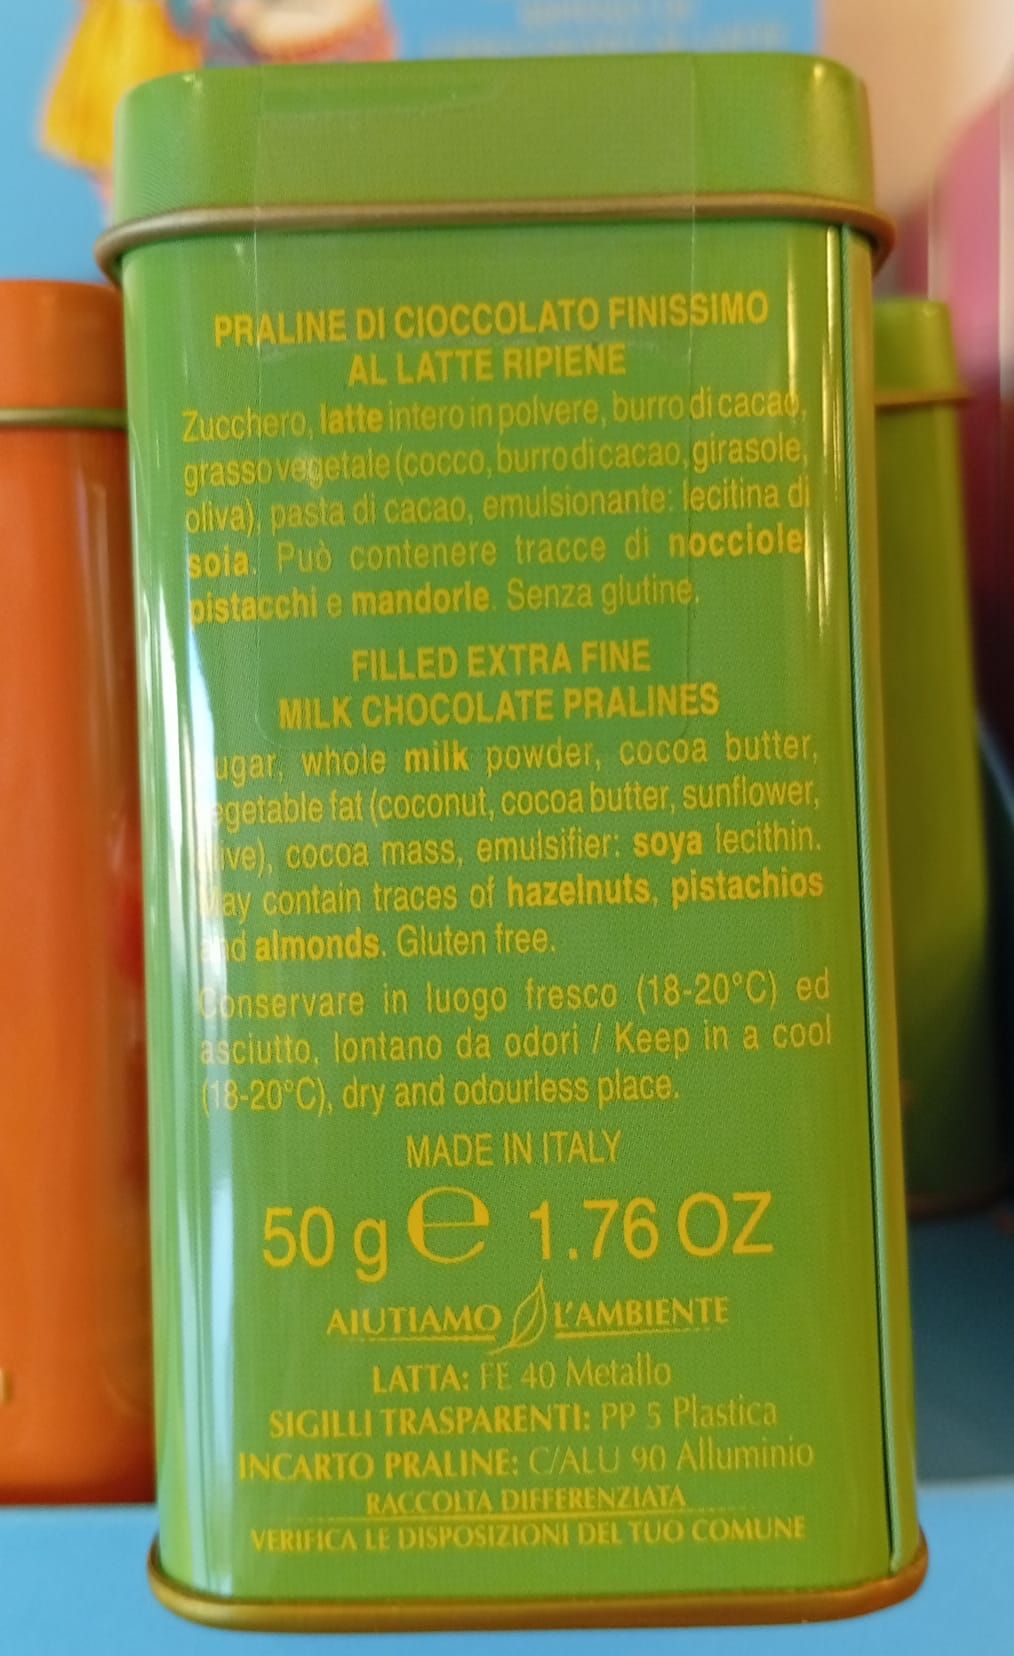 PRALINE DI CIOCCOLATO FINISSIMO
AL LATTE RIPIENE
Zucchero, latte intero in polvere, burro di cacao,
grasso vegetale (cocco, burro di cacao, girasole,
oliva), pasta di cacao, emulsionante: lecitina di
soia. Può contenere tracce di nocciole
pistacchi e mandorle. Senza glutine.
FILLED EXTRA FINE
MILK CHOCOLATE PRALINES
ugar, whole milk powder, cocoa butter,
egetable fat (coconut, cocoa butter, sunflower,
ive), cocoa mass, emulsifier: soya lecithin.
May contain traces of hazelnuts, pistachios
and almonds. Gluten free.
Conservare in luogo fresco (18-20°C) ed
asciutto, lontano da odori / Keep in a cool
(18-20°C), dry and odourless place.
MADE IN ITALY
50 g e 1.76 OZ
AIUTIAMO L'AMBIENTE
LATTA: FE 40 Metallo
SIGILLI TRASPARENTI: PP 5 Plastica
INCARTO PRALINE: C/ALU 90 Alluminio
RACCOLTA DIFFERENZIATA
VERIFICA LE DISPOSIZIONI DEL TUO COMUNE